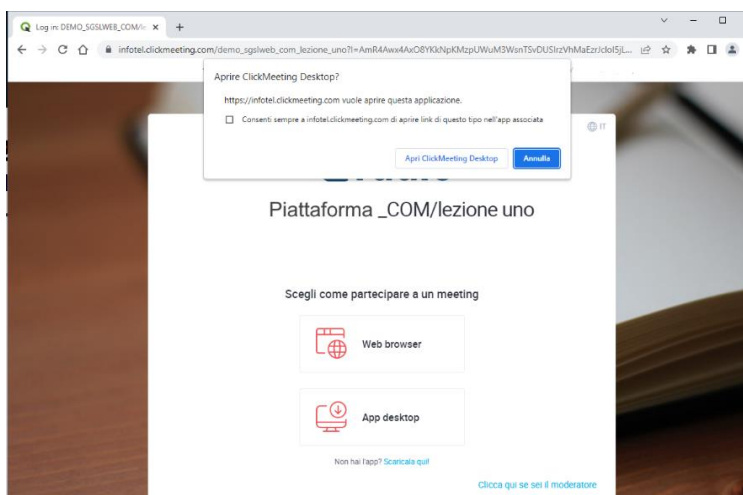 Log in: DEMO_SGSLWEB_COM/le
infotel.clickmeeting.com/demo_sgslweb_com_lezione_uno?
Aprire ClickMeeting Desktop?
https://infotel.clickmeeting.com vuole aprire questa applicazione.
Consenti sempre a infotel.clickmeeting.com di aprire link di questo tipo nell'app associata
Apri ClickMeeting Desktop
Annulla
IT
Piattaforma _COM/lezione uno
Scegli come partecipare a un meeting
Web browser
App desktop
Non hai l'app? Scaricala qui!
Clicca qui se sei il moderatore